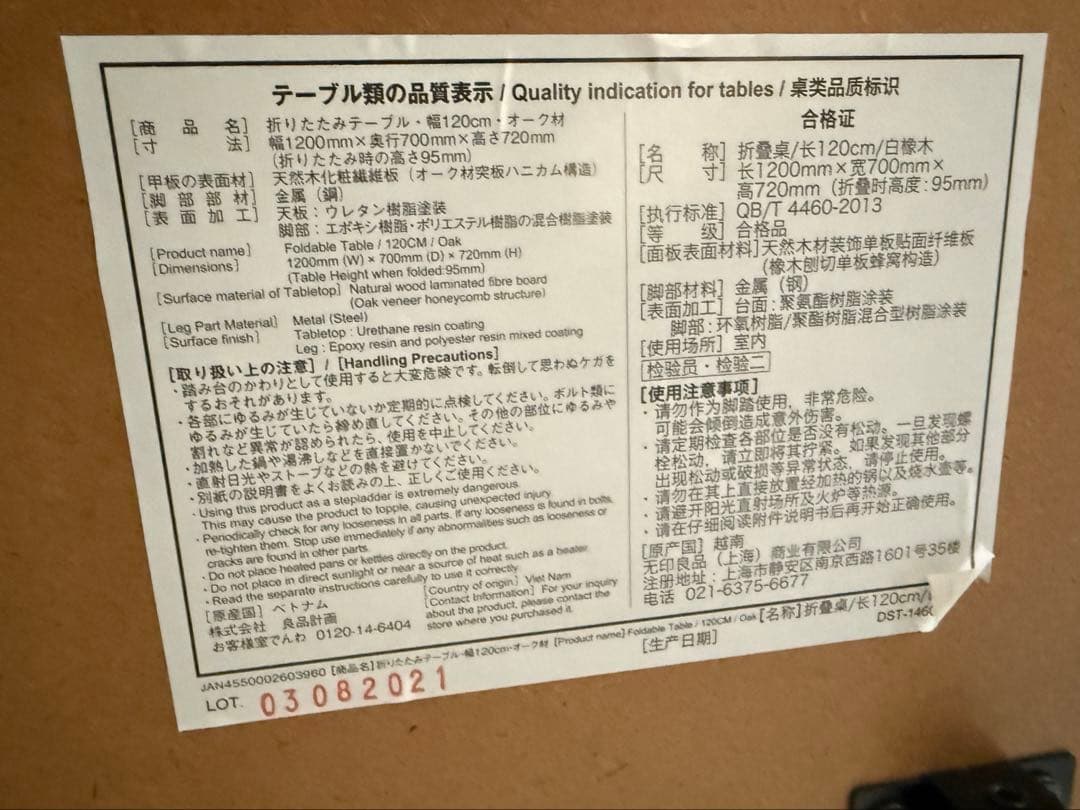 テーブル類の品質表示 / Quality indication for tables / 桌类品质标识
[商品名] 折りたたみテーブル・幅120cm・オーク材
[寸法] 幅1200mm×奥行700mm×高さ720mm
(折りたたみ時の高さ95mm)
[甲板の表面材] 天然木化粧繊維板(オーク材突板ハニカム構造)
[脚部部材] 金属(鋼)
[表面加工] 天板:ウレタン樹脂塗装
脚部:エポキシ樹脂・ポリエステル樹脂の混合樹脂塗装
[Product name] Foldable Table / 120CM / Oak
[Dimensions] 1200mm (W) × 700mm (D) × 720mm (H)
(Table Height when folded:95mm)
[Surface material of Tabletop] Natural wood laminated fibre board
(Oak veneer honeycomb structure)
[Leg Part Material] Metal (Steel)
[Surface finish] Tabletop : Urethane resin coating
Leg : Epoxy resin and polyester resin mixed coating
[取り扱い上の注意] / [Handling Precautions]
・踏み台のかわりとして使用すると大変危険です。転倒して思わぬケガを
するおそれがあります。
・各部にゆるみが生じていないか定期的に点検してください。ボルト類に
ゆるみが生じていたら締め直してください。その他の部位にゆるみや
割れなど異常が認められたら、使用を中止してください。
・加熱した鍋や湯沸しなどを直接置かないでください。
・直射日光やストーブなどの熱を避けてください。
・別紙の説明書をよくお読みの上、正しくご使用ください。
・Using this product as a stepladder is extremely dangerous.
This may cause the product to topple, causing unexpected injury.
・Periodically check for any looseness in all parts. If any looseness is found in bolts,
re-tighten them. Stop use immediately if any abnormalities such as looseness or
cracks are found in other parts.
・Do not place heated pans or kettles directly on the product.
・Do not place in direct sunlight or near a source of heat such as a heater.
・Read the separate instructions carefully to use it correctly.
[原産国] ベトナム
株式会社 良品計画
お客様室でんわ 0120-14-6404
[Country of origin] Viet Nam
[Contact Information] For your inquiry
about the product, please contact the
store where you purchased it.
合格证
[名称] 折叠桌/长120cm/白橡木
[尺寸] 长1200mm×宽700mm×
高720mm(折叠时高度:95mm)
[执行标准] QB/T 4460-2013
[等级] 合格品
[面板表面材料] 天然木材装饰单板贴面纤维板
(橡木刨切单板蜂窝构造)
[脚部材料] 金属(钢)
[表面加工] 台面:聚氨酯树脂涂装
脚部:环氧树脂/聚酯树脂混合型树脂涂装
[使用场所] 室内
检验员・检验二
[使用注意事项]
・请勿作为脚踏使用,非常危险。
可能会倾倒造成意外伤害。
・请定期检查各部位是否没有松动。一旦发现螺
栓松动,请立即将其拧紧。如果发现其他部分
出现松动或破损等异常状态,请停止使用。
・请勿在其上直接放置经加热的锅以及烧水壶等。
・请避开阳光直射场所及火炉等热源。
・请在仔细阅读附件说明书后再开始正确使用。
[原产国] 越南
无印良品(上海)商业有限公司
注册地址:上海市静安区南京西路1601号35楼
电话 021-6375-6677
JAN4550002603960 [商品名] 折りたたみテーブル・幅120cm・オーク材 [Product name] Foldable Table / 120CM / Oak [名称] 折叠桌/长120cm/
LOT. 03082021
[生产日期]
DST-1460